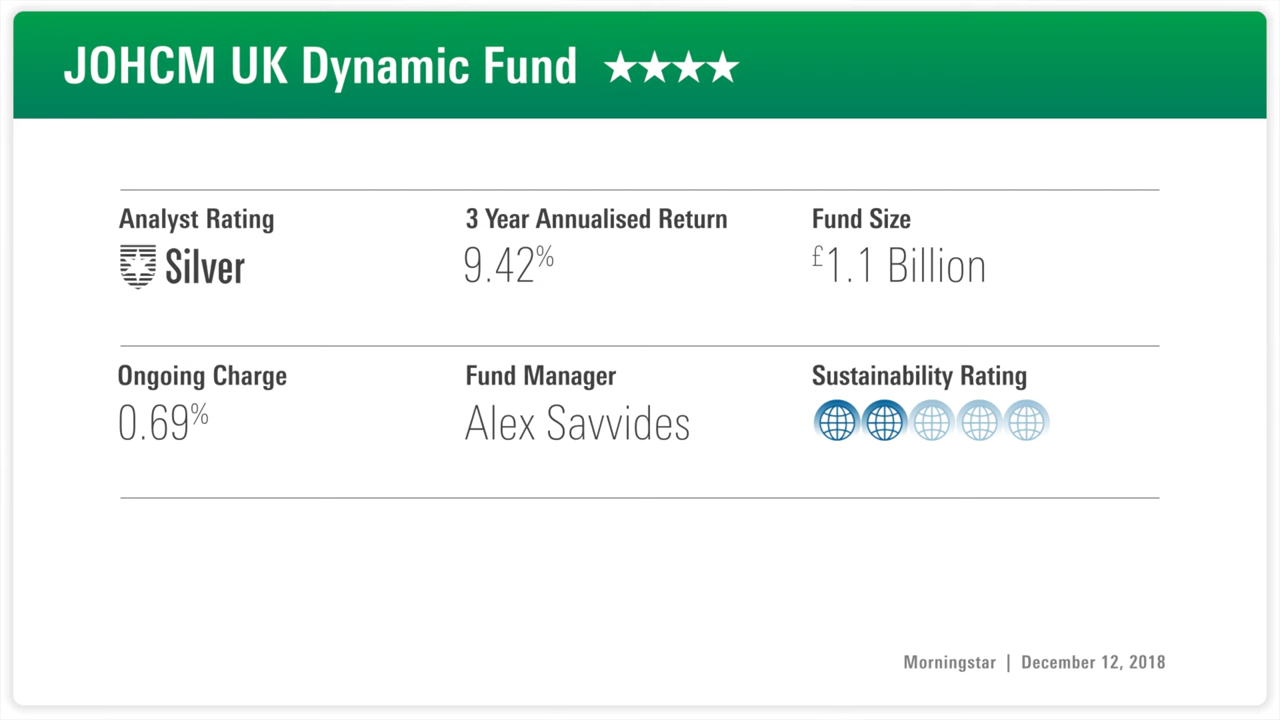 JOHCM UK Dynamic Fund ★★★★
Analyst Rating
Silver
3 Year Annualised Return
9.42%
Fund Size
£1.1 Billion
Ongoing Charge
0.69%
Fund Manager
Alex Savvides
Sustainability Rating
Morningstar | December 12, 2018